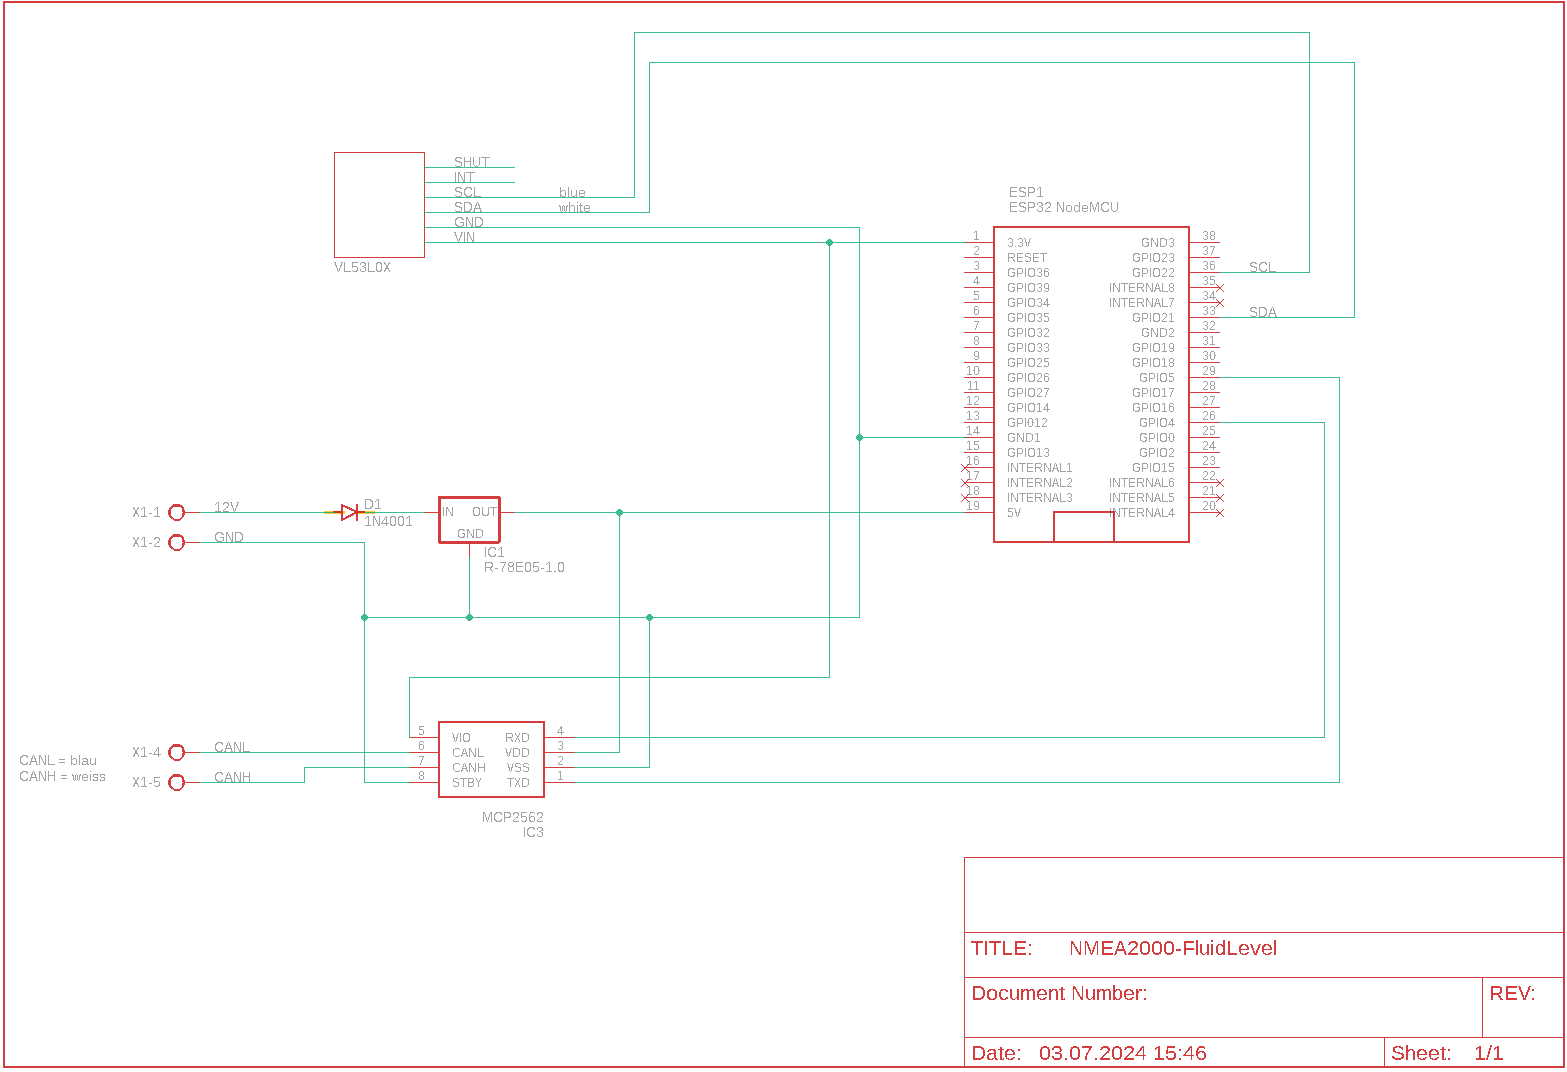 SHUT
INT
SCL blue
SDA white
GND
VIN
VL53L0X
ESP1
ESP32 NodeMCU
1 3.3V GND3 38
2 RESET GPIO23 37
3 GPIO36 GPIO22 36 SCL
4 GPIO39 INTERNAL8 35
5 GPIO34 INTERNAL7 34
6 GPIO35 GPIO21 33 SDA
7 GPIO32 GND2 32
8 GPIO33 GPIO19 31
9 GPIO25 GPIO18 30
10 GPIO26 GPIO5 29
11 GPIO27 GPIO17 28
12 GPIO14 GPIO16 27
13 GPI012 GPIO4 26
14 GND1 GPIO0 25
15 GPIO13 GPIO2 24
16 INTERNAL1 GPIO15 23
17 INTERNAL2 INTERNAL6 22
18 INTERNAL3 INTERNAL5 21
19 5V INTERNAL4 20
X1-1 12V
D1
1N4001
IN OUT
GND
IC1
R-78E05-1.0
X1-2 GND
5 VIO RXD 4
6 CANL VDD 3
7 CANH VSS 2
8 STBY TXD 1
MCP2562
IC3
X1-4 CANL
X1-5 CANH
CANL = blau
CANH = weiss
TITLE: NMEA2000-FluidLevel
Document Number:
REV:
Date: 03.07.2024 15:46
Sheet: 1/1